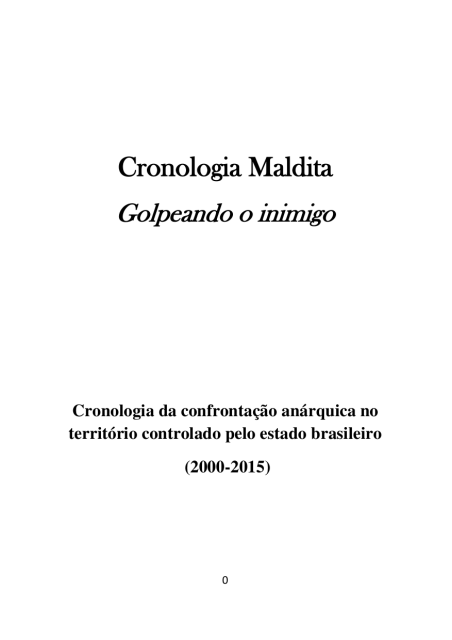 Cronologia Maldita
Golpeando o inimigo
Cronologia da confrontação anárquica no
território controlado pelo estado brasileiro
(2000-2015)
0